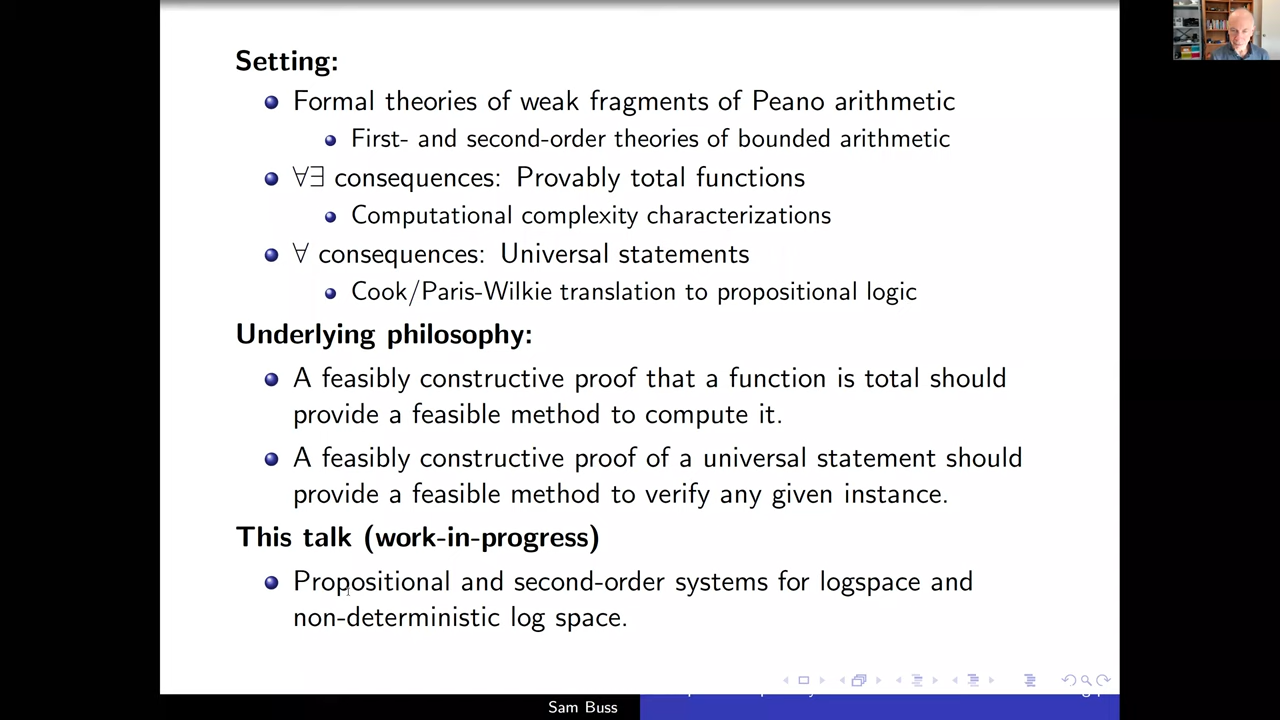 Setting:
Formal theories of weak fragments of Peano arithmetic
First- and second-order theories of bounded arithmetic
∀∃ consequences: Provably total functions
Computational complexity characterizations
∀ consequences: Universal statements
Cook/Paris-Wilkie translation to propositional logic
Underlying philosophy:
A feasibly constructive proof that a function is total should
provide a feasible method to compute it.
A feasibly constructive proof of a universal statement should
provide a feasible method to verify any given instance.
This talk (work-in-progress)
Propositional and second-order systems for logspace and
non-deterministic log space.
Sam Buss